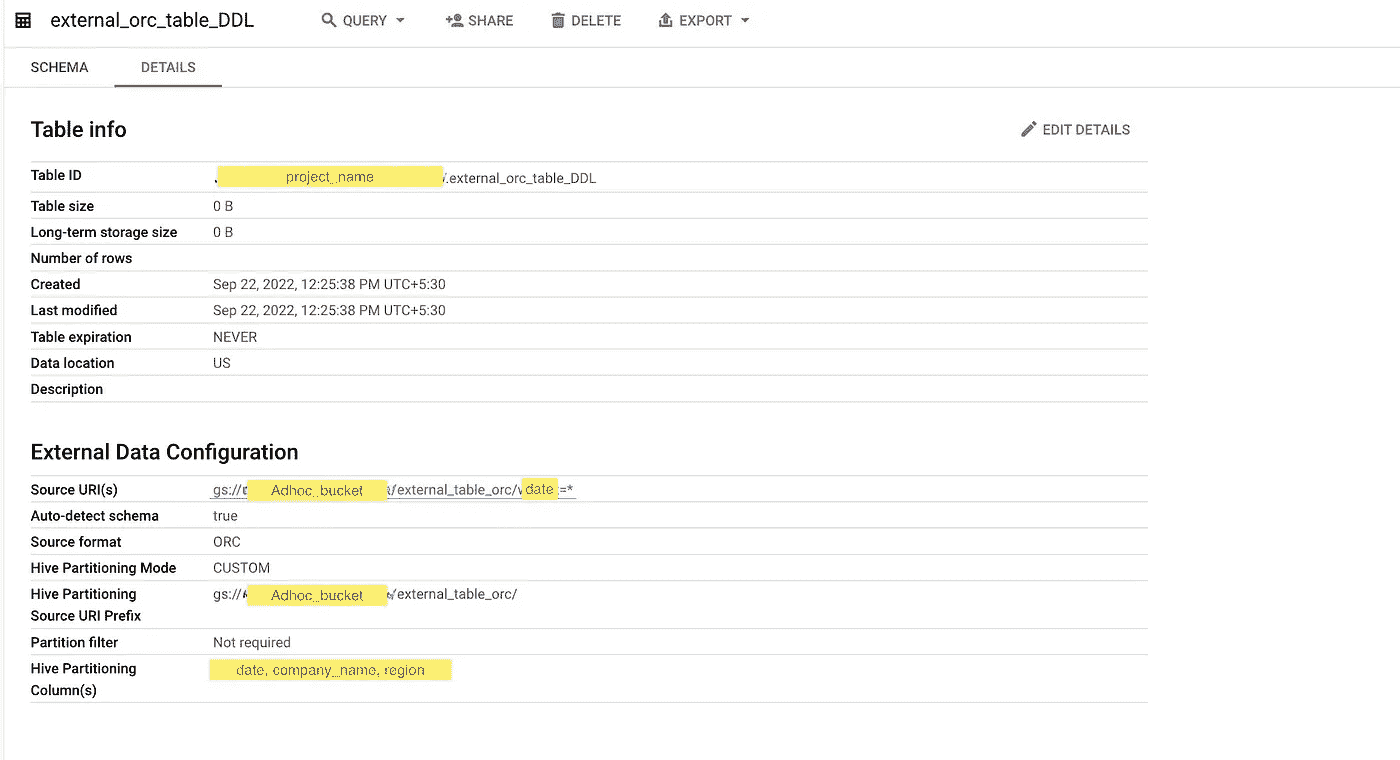 external_orc_table_DDL QUERY SHARE DELETE EXPORT
SCHEMA DETAILS
Table info EDIT DETAILS
Table ID project_name .external_orc_table_DDL
Table size 0 B
Long-term storage size 0 B
Number of rows
Created Sep 22, 2022, 12:25:38 PM UTC+5:30
Last modified Sep 22, 2022, 12:25:38 PM UTC+5:30
Table expiration NEVER
Data location US
Description
External Data Configuration
Source URI(s) gs:// Adhoc_bucket /external_table_orc/ date =*
Auto-detect schema true
Source format ORC
Hive Partitioning Mode CUSTOM
Hive Partitioning gs:// Adhoc_bucket /external_table_orc/
Source URI Prefix
Partition filter Not required
Hive Partitioning date, company_name, region
Column(s)